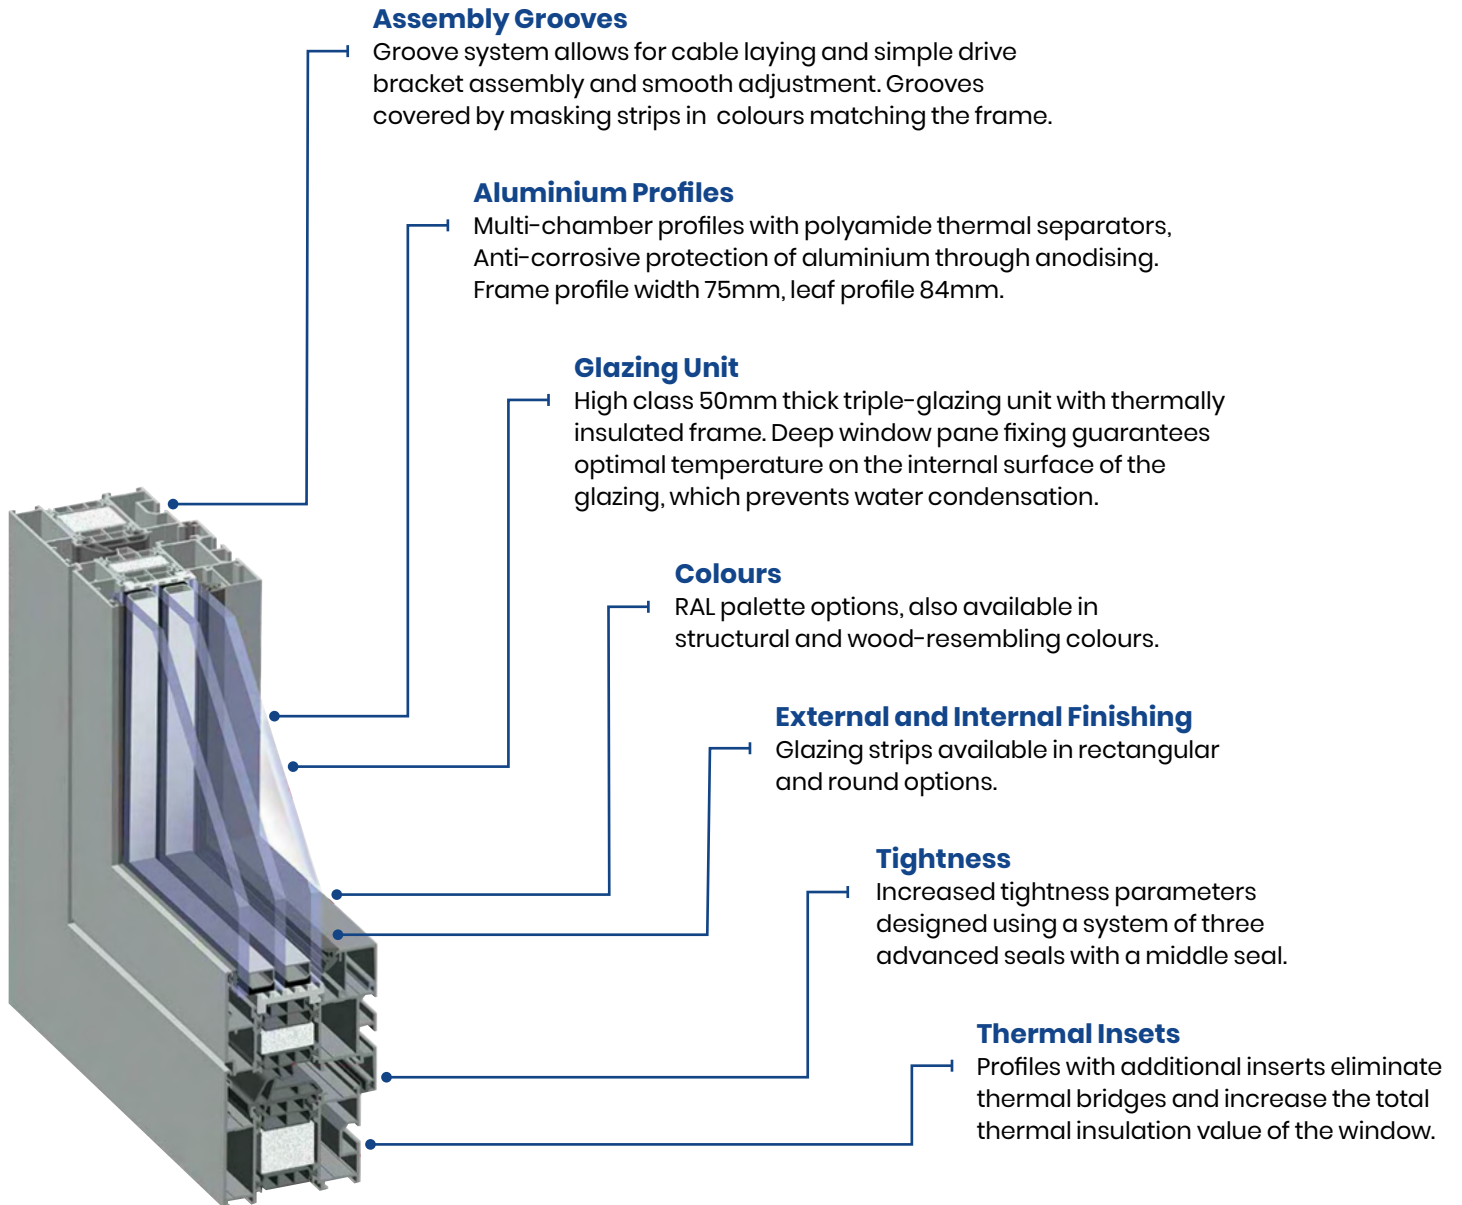 Assembly Grooves
Groove system allows for cable laying and simple drive
bracket assembly and smooth adjustment. Grooves
covered by masking strips in colours matching the frame.
Aluminium Profiles
Multi-chamber profiles with polyamide thermal separators,
Anti-corrosive protection of aluminium through anodising.
Frame profile width 75mm, leaf profile 84mm.
Glazing Unit
High class 50mm thick triple-glazing unit with thermally
insulated frame. Deep window pane fixing guarantees
optimal temperature on the internal surface of the
glazing, which prevents water condensation.
Colours
RAL palette options, also available in
structural and wood-resembling colours.
External and Internal Finishing
Glazing strips available in rectangular
and round options.
Tightness
Increased tightness parameters
designed using a system of three
advanced seals with a middle seal.
Thermal Insets
Profiles with additional inserts eliminate
thermal bridges and increase the total
thermal insulation value of the window.